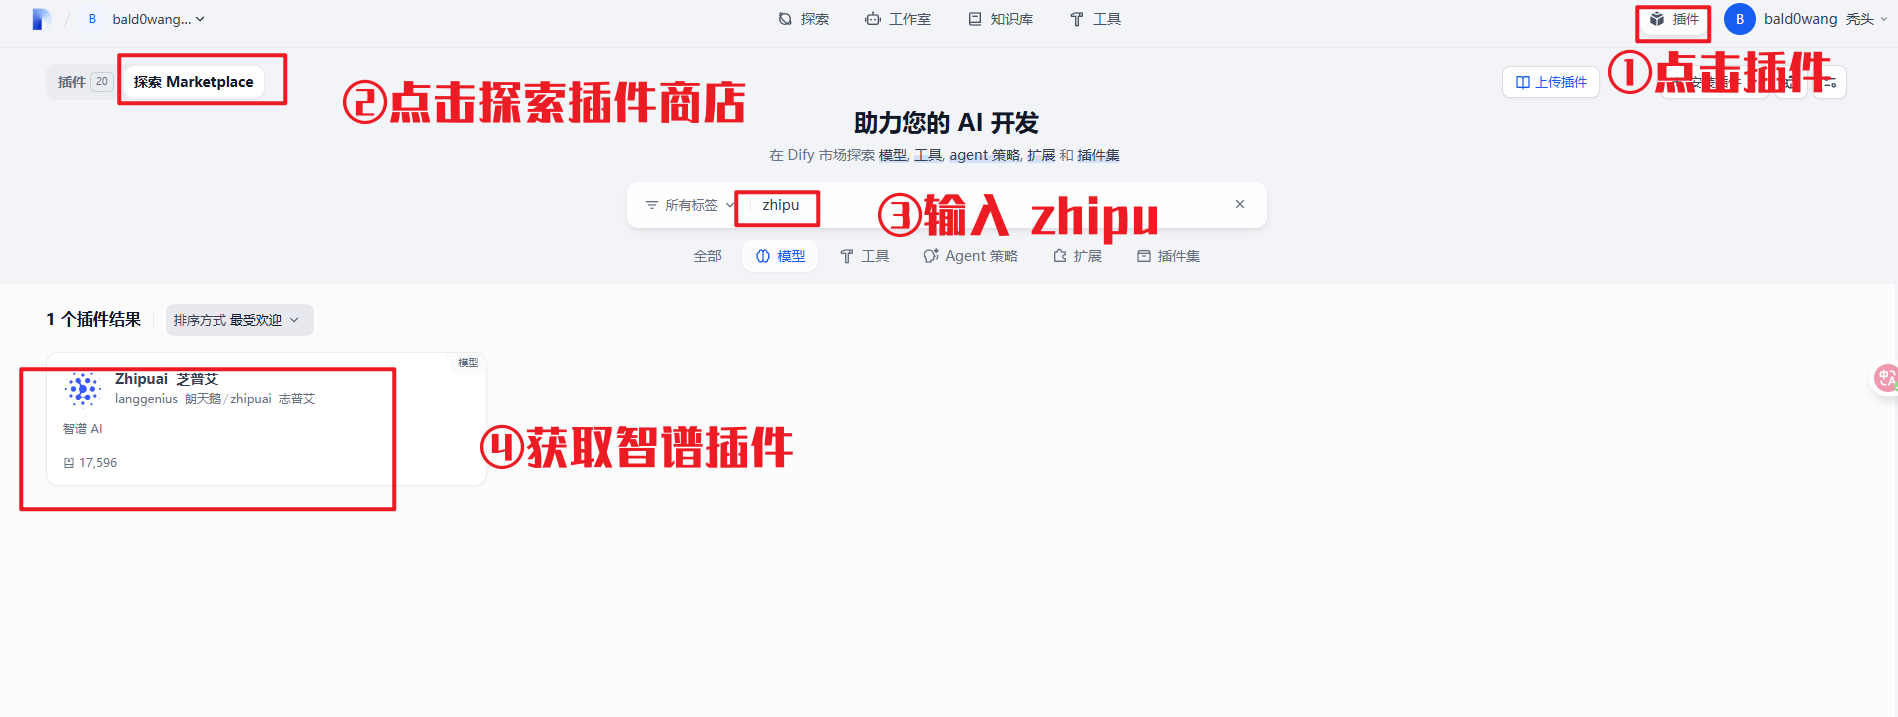 B bald0wang...
探索
工作室
知识库
工具
插件
B bald0wang 秃头
插件 20
探索 Marketplace
②点击探索插件商店
上传插件
①点击插件
助力您的 AI 开发
在 Dify 市场探索 模型, 工具, agent 策略, 扩展 和 插件集
所有标签
zhipu
③输入 zhipu
全部
模型
工具
Agent 策略
扩展
插件集
1 个插件结果
排序方式 最受欢迎
模型
Zhipuai 芝普艾
langgenius 朗天鹅/zhipuai 志普艾
智谱 AI
17,596
④获取智谱插件